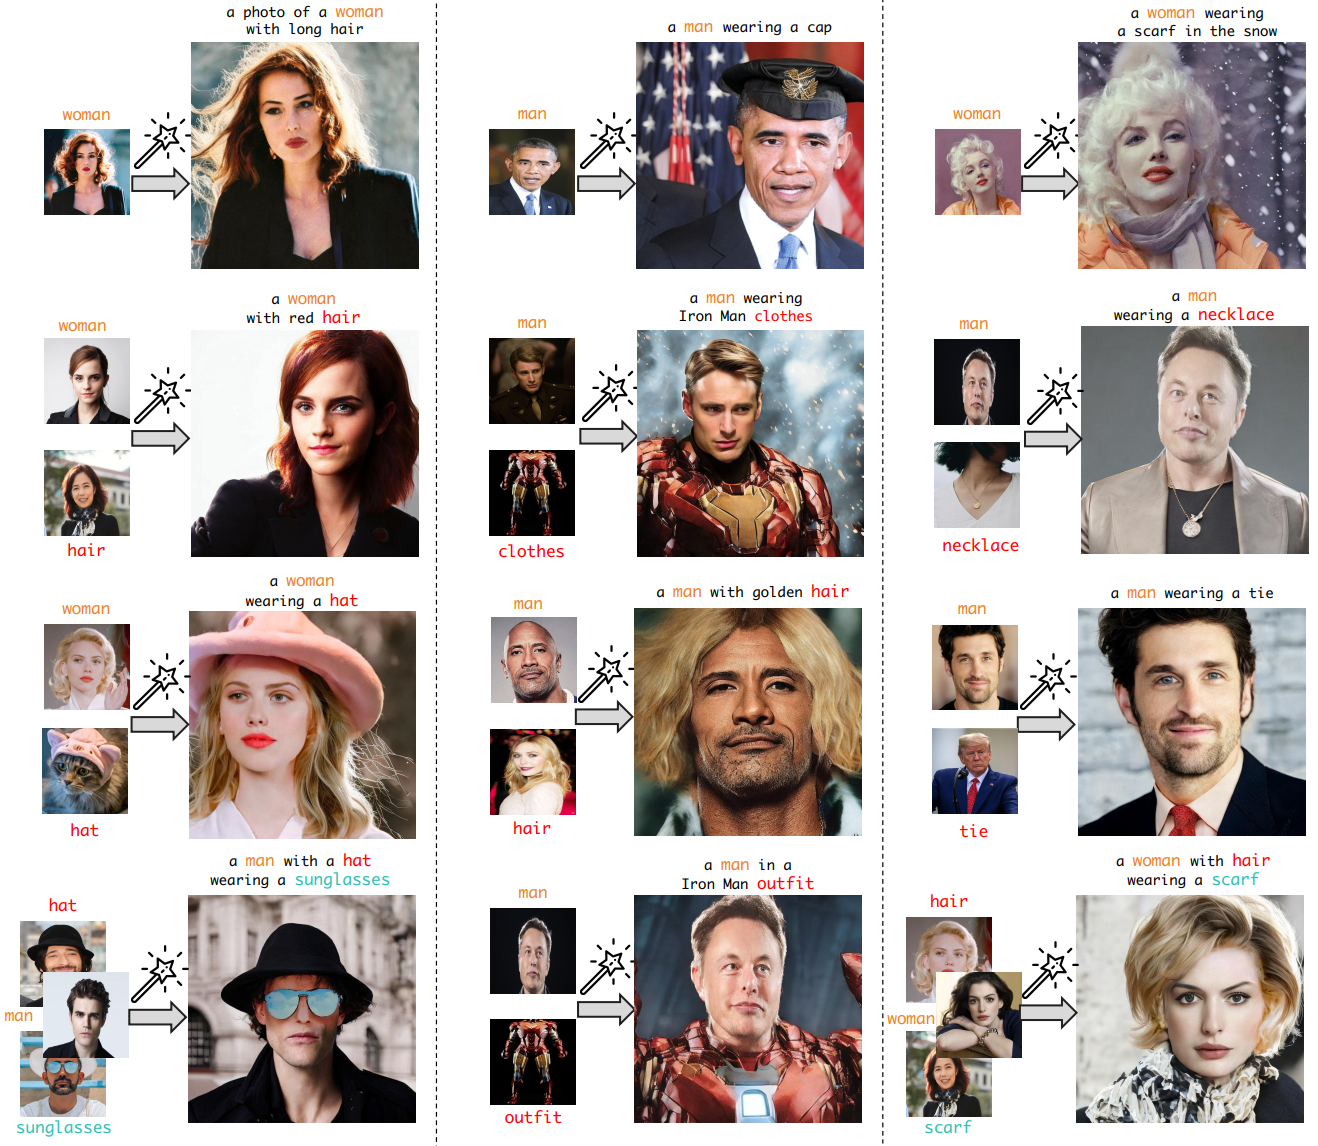 a photo of a woman
with long hair
woman
a man wearing a cap
man
a woman wearing
a scarf in the snow
woman
a woman
with red hair
woman
hair
a man wearing
Iron Man clothes
man
clothes
a man
wearing a necklace
man
necklace
a woman
wearing a hat
woman
hat
a man with golden hair
man
hair
a man wearing a tie
man
tie
a man with a hat
wearing a sunglasses
hat
man
sunglasses
a man in a
Iron Man outfit
man
outfit
a woman with hair
wearing a scarf
hair
woman
scarf